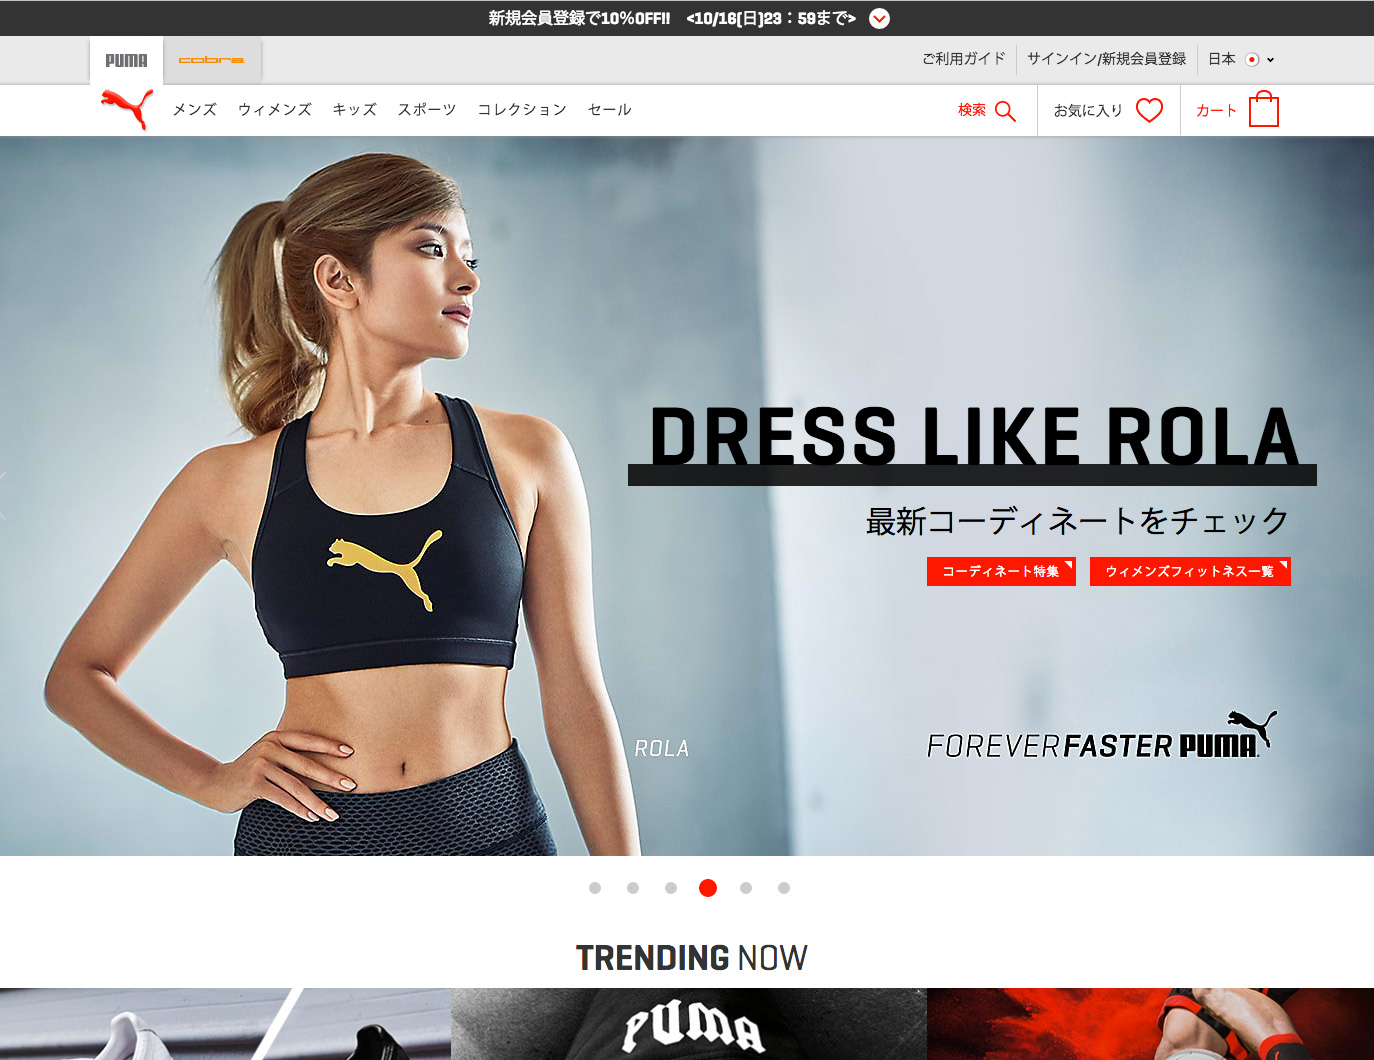 新規会員登録で10%OFF!! <10/16(日)23：59まで>
PUMA
cobra
ご利用ガイド
サインイン/新規会員登録
日本
メンズ
ウィメンズ
キッズ
スポーツ
コレクション
セール
検索
お気に入り
カート
DRESS LIKE ROLA
最新コーディネートをチェック
コーディネート特集
ウィメンズフィットネス一覧
ROLA
FOREVER FASTER PUMA
TRENDING NOW
PUMA